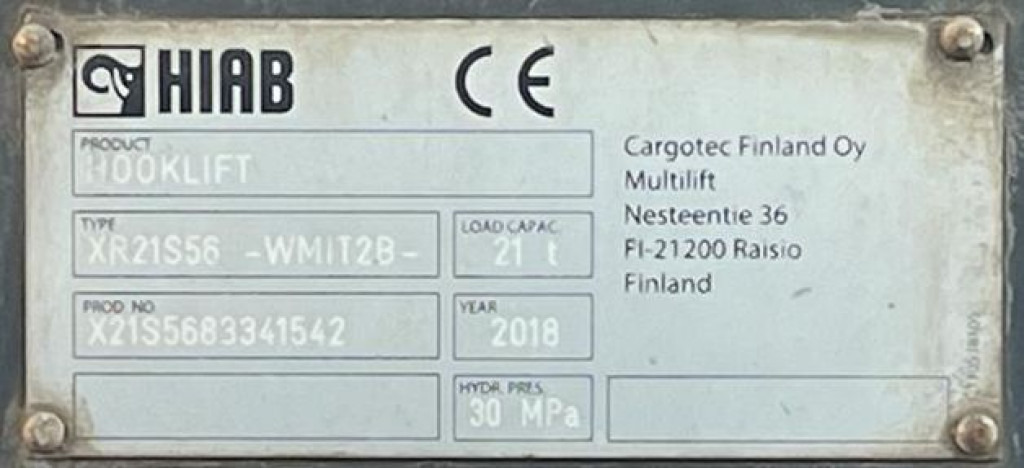 HIAB CE
PRODUCT
HOOKLIFT
TYPE
XR21S56 -WMIT2B-
LOAD CAPAC.
21 t
PROD NO
X21S5683341542
YEAR
2018
HYDR. PRES.
30 MPa
Cargotec Finland Oy
Multilift
Nesteentie 36
FI-21200 Raisio
Finland